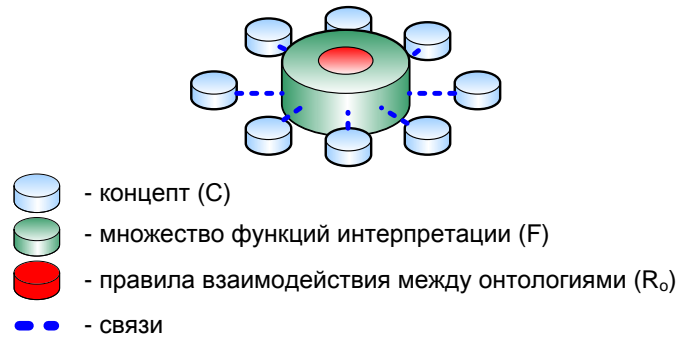 - концепт (C)
- множество функций интерпретации (F)
- правила взаимодействия между онтологиями (Rₒ)
- связи